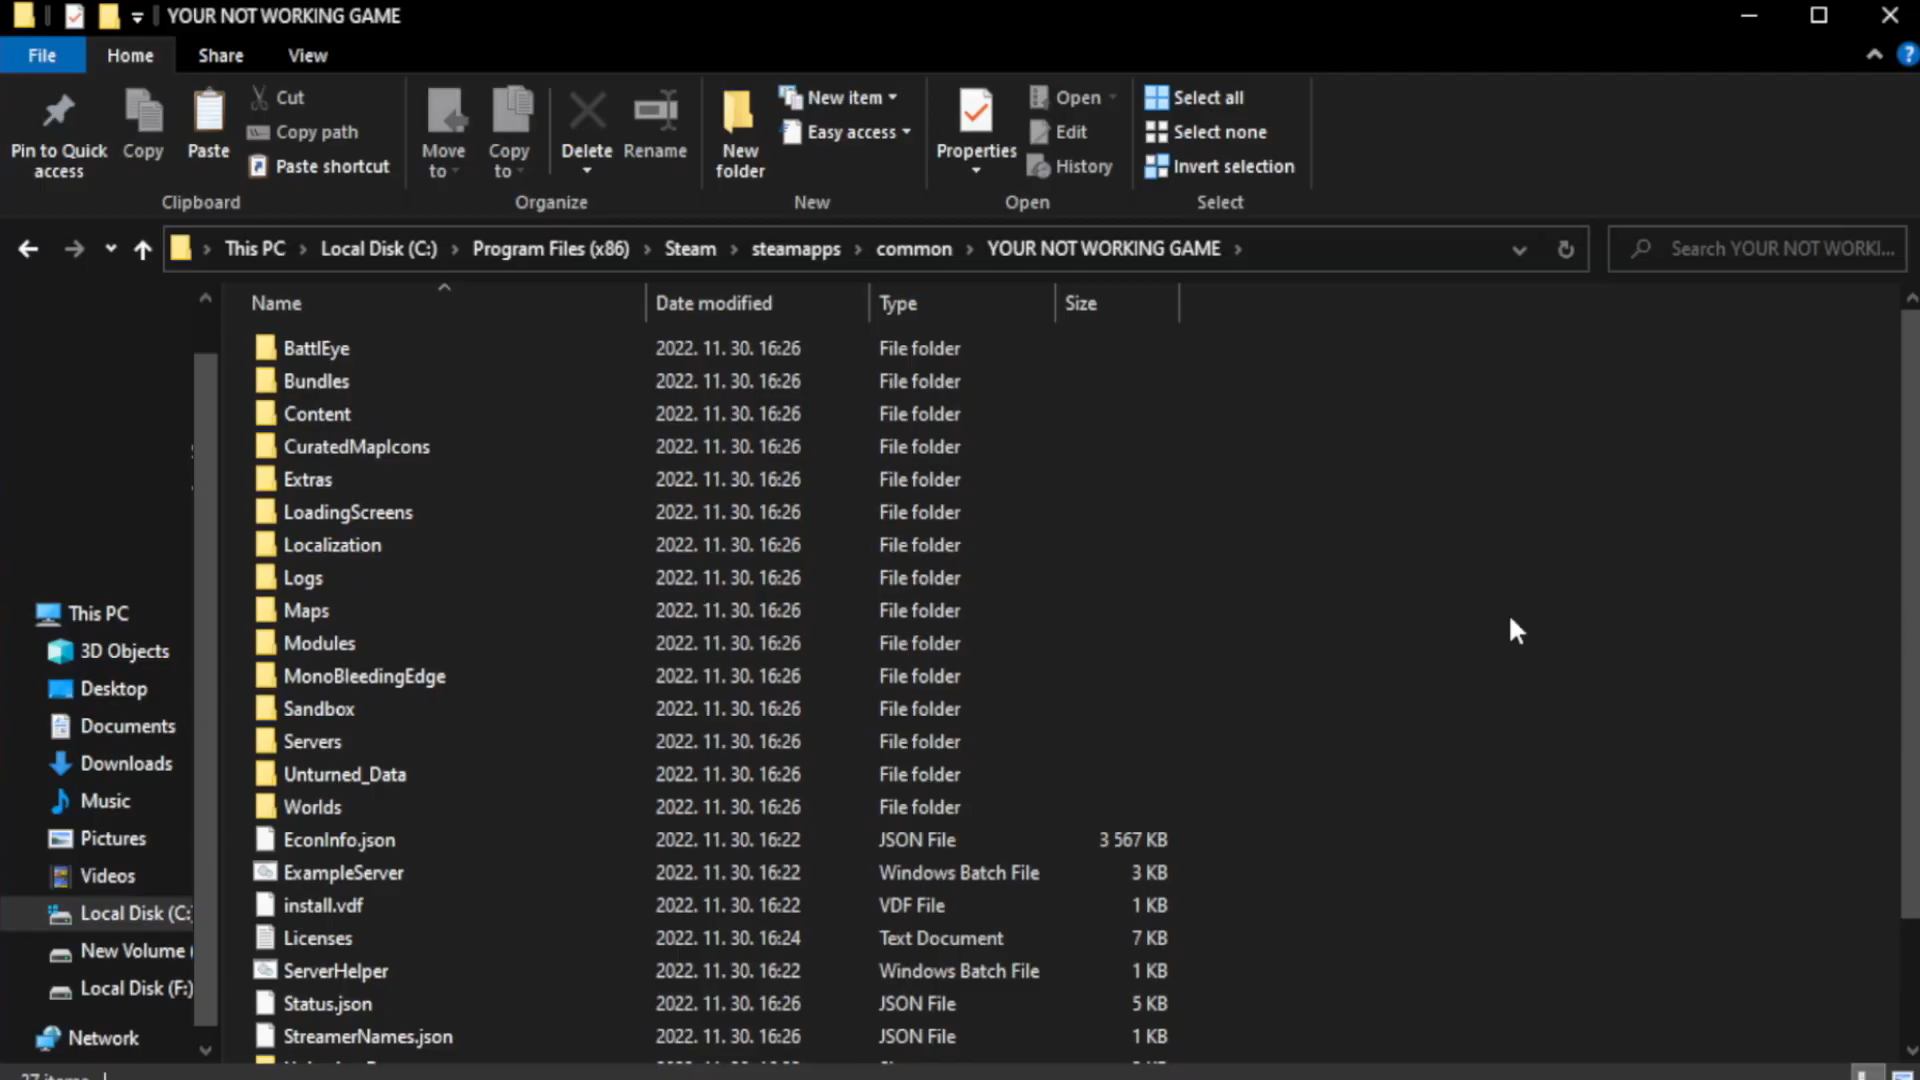 YOUR NOT WORKING GAME
File Home Share View
Pin to Quick access
Copy
Paste
Cut
Copy path
Paste shortcut
Clipboard
Move to
Copy to
Delete
Rename
Organize
New folder
New item
Easy access
New
Properties
Open
Edit
History
Open
Select all
Select none
Invert selection
Select
This PC Local Disk (C:) Program Files (x86) Steam steamapps common YOUR NOT WORKING GAME
Search YOUR NOT WORKI...
Name Date modified Type Size
BattlEye 2022. 11. 30. 16:26 File folder
Bundles 2022. 11. 30. 16:26 File folder
Content 2022. 11. 30. 16:26 File folder
CuratedMapIcons 2022. 11. 30. 16:26 File folder
Extras 2022. 11. 30. 16:26 File folder
LoadingScreens 2022. 11. 30. 16:26 File folder
Localization 2022. 11. 30. 16:26 File folder
Logs 2022. 11. 30. 16:26 File folder
Maps 2022. 11. 30. 16:26 File folder
Modules 2022. 11. 30. 16:26 File folder
MonoBleedingEdge 2022. 11. 30. 16:26 File folder
Sandbox 2022. 11. 30. 16:26 File folder
Servers 2022. 11. 30. 16:26 File folder
Unturned_Data 2022. 11. 30. 16:26 File folder
Worlds 2022. 11. 30. 16:26 File folder
EconInfo.json 2022. 11. 30. 16:22 JSON File 3 567 KB
ExampleServer 2022. 11. 30. 16:22 Windows Batch File 3 KB
install.vdf 2022. 11. 30. 16:22 VDF File 1 KB
Licenses 2022. 11. 30. 16:24 Text Document 7 KB
ServerHelper 2022. 11. 30. 16:22 Windows Batch File 1 KB
Status.json 2022. 11. 30. 16:26 JSON File 5 KB
StreamerNames.json 2022. 11. 30. 16:26 JSON File 1 KB
This PC
3D Objects
Desktop
Documents
Downloads
Music
Pictures
Videos
Local Disk (C:
New Volume (
Local Disk (F:)
Network